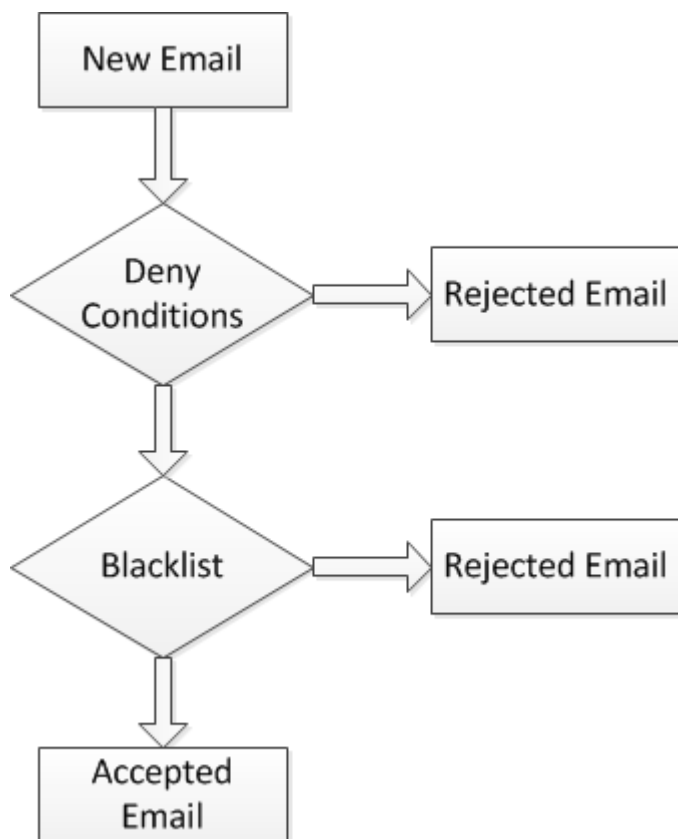 New Email
Deny
Conditions
Rejected Email
Blacklist
Rejected Email
Accepted
Email